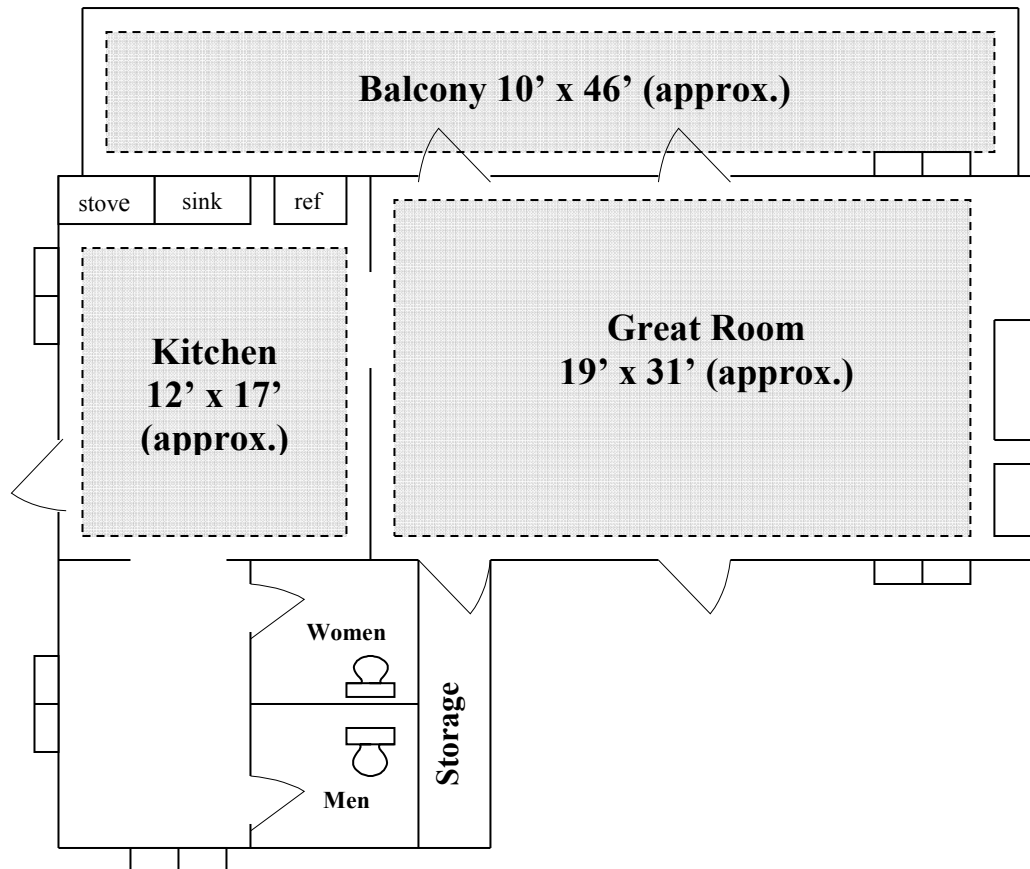 Balcony 10’ x 46’ (approx.)
stove
sink
ref
Kitchen
12’ x 17’
(approx.)
Great Room
19’ x 31’ (approx.)
Women
Men
Storage